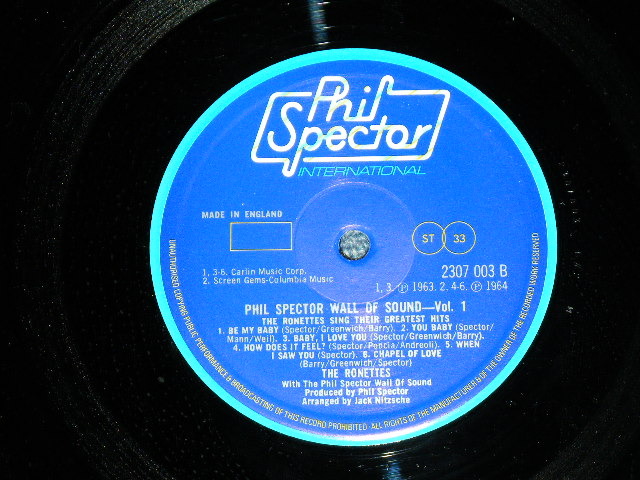 Phil
Spector
INTERNATIONAL
MADE IN ENGLAND
ST 33
1, 3-6. Carlin Music Corp.
2. Screen Gems-Columbia Music
2307 003 B
1, 3. Ⓟ 1963. 2, 4-6. Ⓟ 1964
PHIL SPECTOR WALL OF SOUND—Vol. 1
THE RONETTES SING THEIR GREATEST HITS
1. BE MY BABY (Spector/Greenwich/Barry). 2. YOU BABY (Spector/
Mann/Weil). 3. BABY, I LOVE YOU (Spector/Greenwich/Barry).
4. HOW DOES IT FEEL? (Spector/Poncia/Andreoli). 5. WHEN
I SAW YOU (Spector). 6. CHAPEL OF LOVE
(Barry/Greenwich/Spector)
THE RONETTES
With The Phil Spector Wall Of Sound
Produced by Phil Spector
Arranged by Jack Nitzsche
UNAUTHORISED COPYING PUBLIC PERFORMANCE & BROADCASTING OF THIS RECORD PROHIBITED · ALL RIGHTS OF THE MANUFACTURER & OF THE OWNER OF THE RECORDED WORK RESERVED